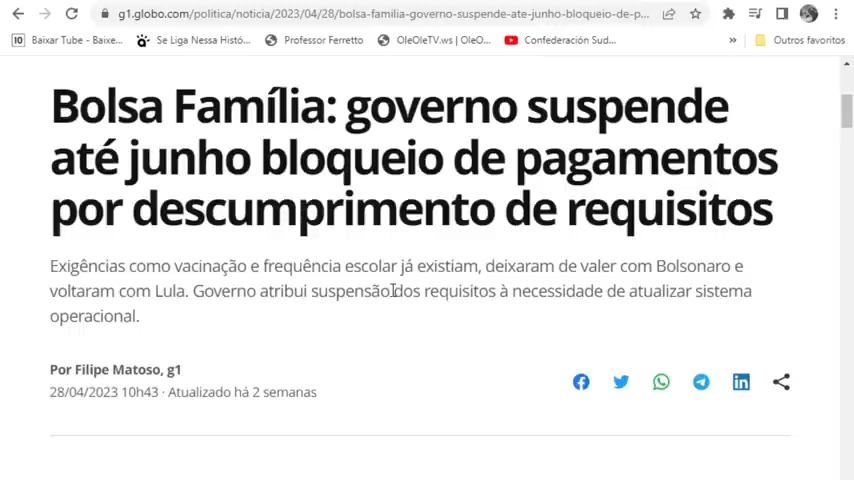 g1.globo.com/politica/noticia/2023/04/28/bolsa-familia-governo-suspende-ate-junho-bloqueio-de-p...
Baixar Tube - Baixe...
Se Liga Nessa Histó...
Professor Ferretto
OleOleTV.ws | OleO...
Confederación Sud...
»
Outros favoritos
Bolsa Família: governo suspende
até junho bloqueio de pagamentos
por descumprimento de requisitos
Exigências como vacinação e frequência escolar já existiam, deixaram de valer com Bolsonaro e
voltaram com Lula. Governo atribui suspensão dos requisitos à necessidade de atualizar sistema
operacional.
Por Filipe Matoso, g1
28/04/2023 10h43 · Atualizado há 2 semanas